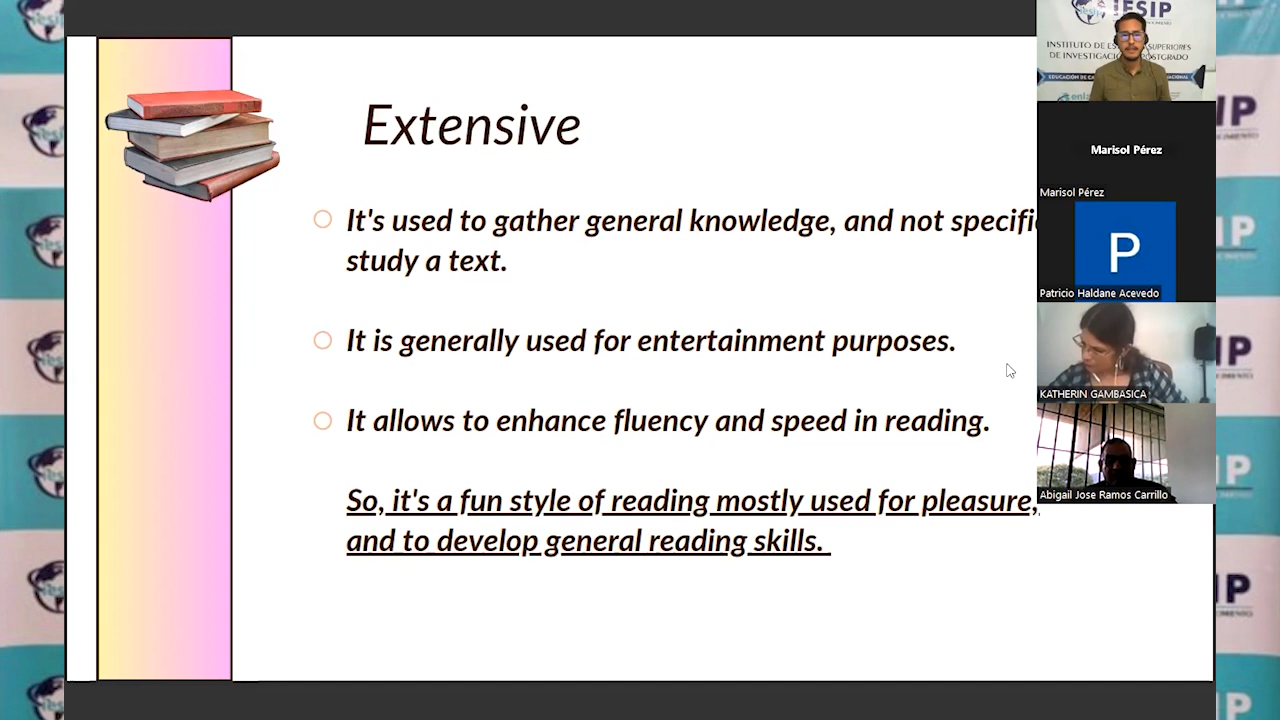 Extensive
It's used to gather general knowledge, and not
study a text.
It is generally used for entertainment purposes.
It allows to enhance fluency and speed in reading.
So, it's a fun style of reading mostly used for pleasure,
and to develop general reading skills.
IESIP
INSTITUTO DE SUPERIORES
DE POSTGRADO
Marisol Pérez
Marisol Pérez
P
Patricio Haldane Acevedo
KATHERIN GAMBASICA
Abigail Jose Ramos Carrillo